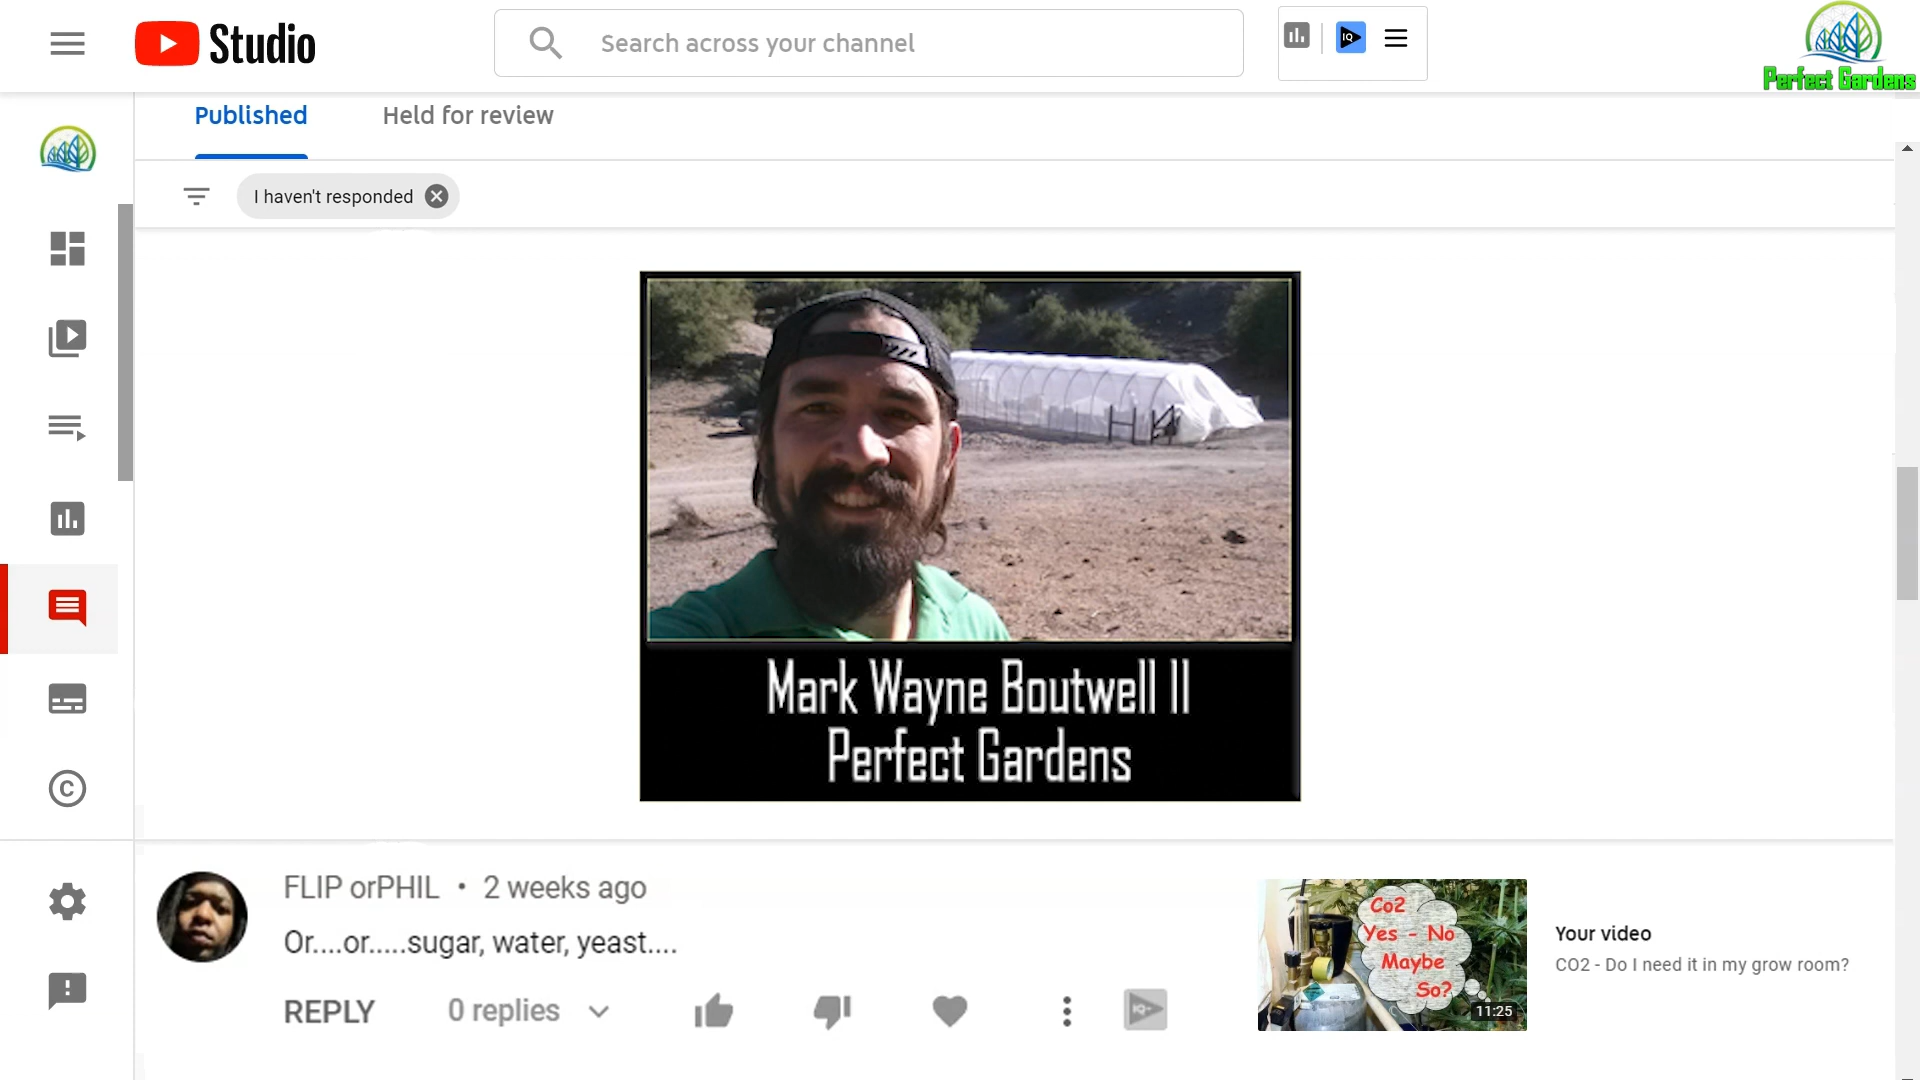 Studio
Search across your channel
IQ
Perfect Gardens
Published
Held for review
I haven't responded
Mark Wayne Boutwell II
Perfect Gardens
FLIP orPHIL • 2 weeks ago
Or....or.....sugar, water, yeast....
REPLY
0 replies
IQ+
Co2
Yes - No
Maybe
So?
11:25
Your video
CO2 - Do I need it in my grow room?